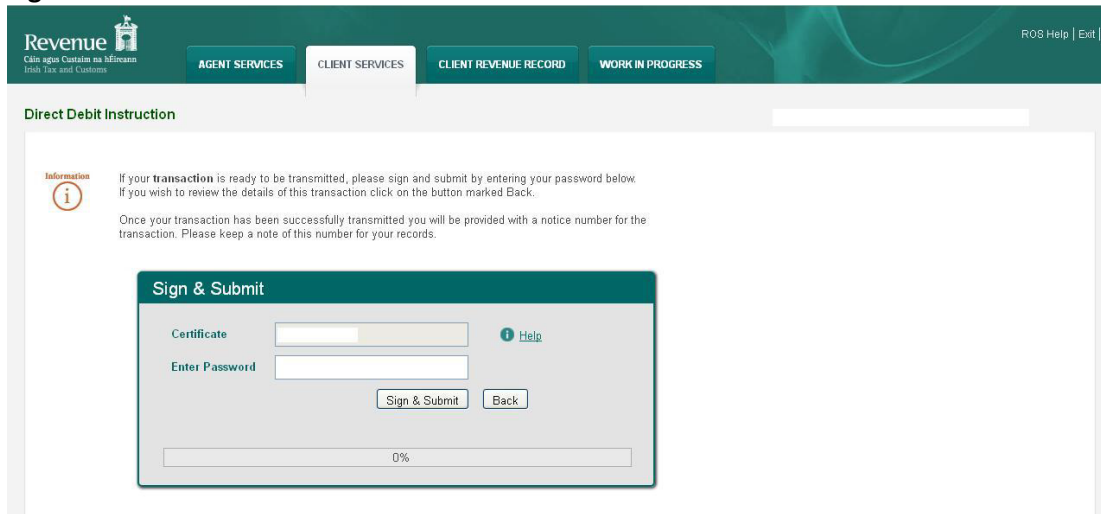 Revenue
Cáin agus Custaim na hÉireann
Irish Tax and Customs
ROS Help | Exit |
AGENT SERVICES
CLIENT SERVICES
CLIENT REVENUE RECORD
WORK IN PROGRESS
Direct Debit Instruction
Information
i
If your transaction is ready to be transmitted, please sign and submit by entering your password below.
If you wish to review the details of this transaction click on the button marked Back.
Once your transaction has been successfully transmitted you will be provided with a notice number for the
transaction. Please keep a note of this number for your records.
Sign & Submit
Certificate
Help
Enter Password
Sign & Submit
Back
0%